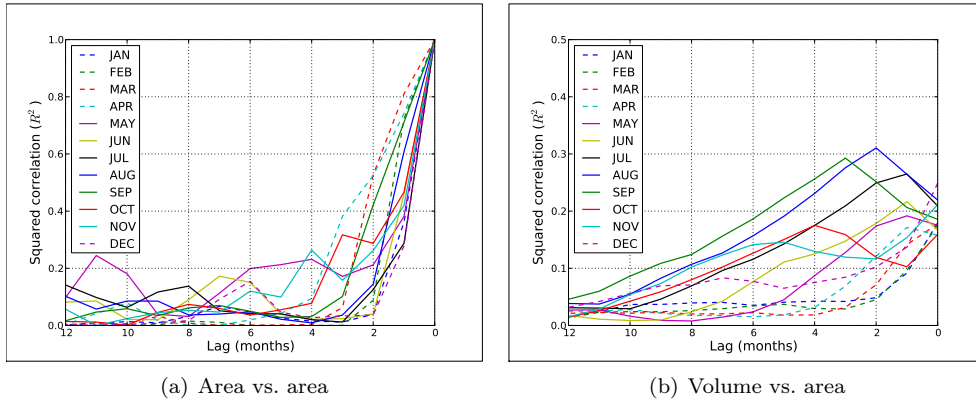 1.0
0.8
0.6
0.4
0.2
0.0
Squared correlation (R²)
JAN
FEB
MAR
APR
MAY
JUN
JUL
AUG
SEP
OCT
NOV
DEC
12 10 8 6 4 2 0
Lag (months)
(a) Area vs. area
0.5
0.4
0.3
0.2
0.1
0.0
Squared correlation (R²)
JAN
FEB
MAR
APR
MAY
JUN
JUL
AUG
SEP
OCT
NOV
DEC
12 10 8 6 4 2 0
Lag (months)
(b) Volume vs. area